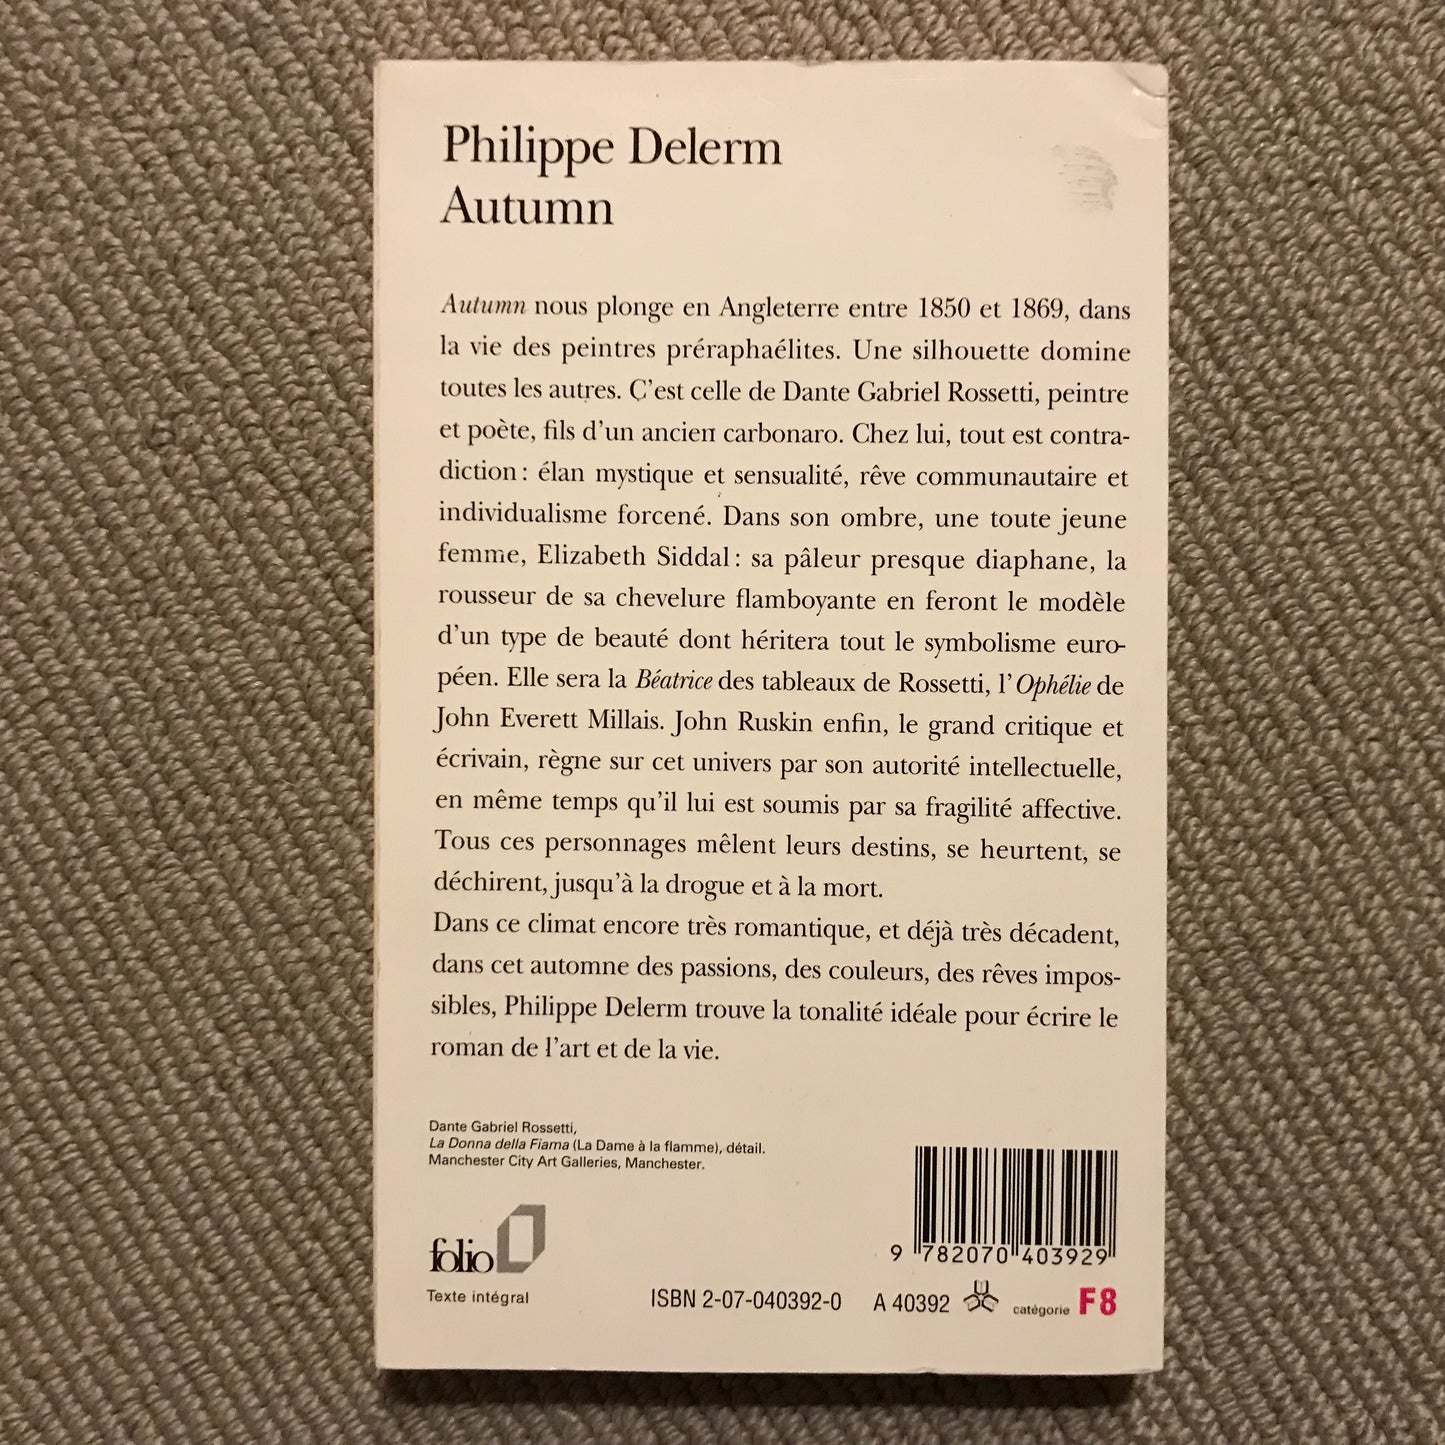 Philippe Delerm
Autumn
Autumn nous plonge en Angleterre entre 1850 et 1869, dans
la vie des peintres préraphaélites. Une silhouette domine
toutes les autres. C'est celle de Dante Gabriel Rossetti, peintre
et poète, fils d'un ancien carbonaro. Chez lui, tout est contra-
diction : élan mystique et sensualité, rêve communautaire et
individualisme forcené. Dans son ombre, une toute jeune
femme, Elizabeth Siddal : sa pâleur presque diaphane, la
rousseur de sa chevelure flamboyante en feront le modèle
d'un type de beauté dont héritera tout le symbolisme euro-
péen. Elle sera la Béatrice des tableaux de Rossetti, l'Ophélie de
John Everett Millais. John Ruskin enfin, le grand critique et
écrivain, règne sur cet univers par son autorité intellectuelle,
en même temps qu'il lui est soumis par sa fragilité affective.
Tous ces personnages mêlent leurs destins, se heurtent, se
déchirent, jusqu'à la drogue et à la mort.
Dans ce climat encore très romantique, et déjà très décadent,
dans cet automne des passions, des couleurs, des rêves impos-
sibles, Philippe Delerm trouve la tonalité idéale pour écrire le
roman de l'art et de la vie.
Dante Gabriel Rossetti,
La Donna della Fiama (La Dame à la flamme), détail.
Manchester City Art Galleries, Manchester.
folio
Texte intégral
9 782070 403929
ISBN 2-07-040392-0 A 40392 catégorie F8